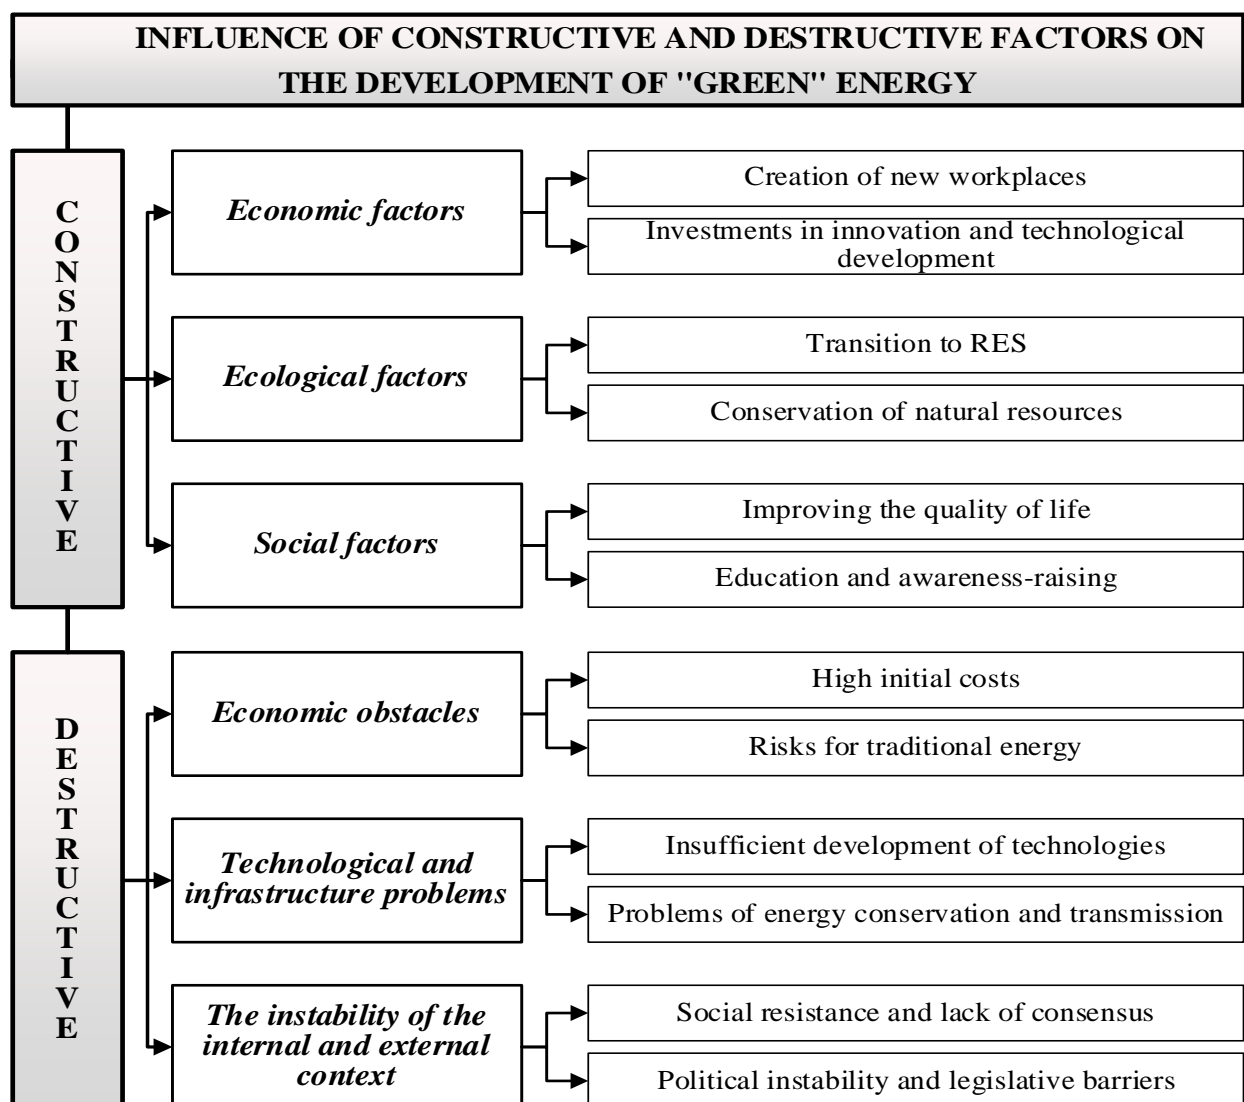 INFLUENCE OF CONSTRUCTIVE AND DESTRUCTIVE FACTORS ON
THE DEVELOPMENT OF "GREEN" ENERGY
CONSTRUCTIVE
Economic factors
Creation of new workplaces
Investments in innovation and technological
development
Ecological factors
Transition to RES
Conservation of natural resources
Social factors
Improving the quality of life
Education and awareness-raising
DESTRUCTIVE
Economic obstacles
High initial costs
Risks for traditional energy
Technological and
infrastructure problems
Insufficient development of technologies
Problems of energy conservation and transmission
The instability of the
internal and external
context
Social resistance and lack of consensus
Political instability and legislative barriers